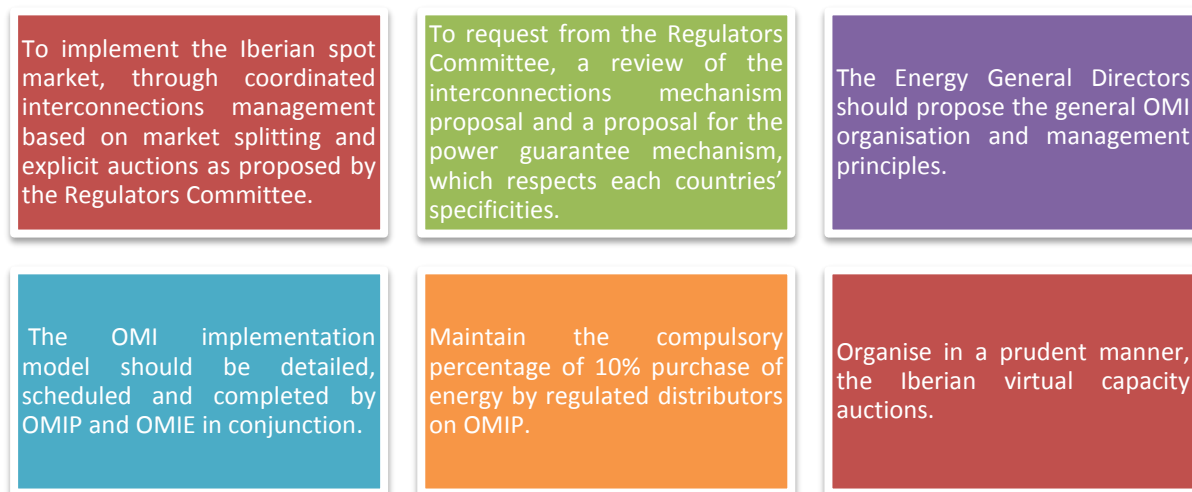 To implement the Iberian spot
market, through coordinated
interconnections management
based on market splitting and
explicit auctions as proposed by
the Regulators Committee.
To request from the Regulators
Committee, a review of the
interconnections mechanism
proposal and a proposal for the
power guarantee mechanism,
which respects each countries’
specificities.
The Energy General Directors
should propose the general OMI
organisation and management
principles.
The OMI implementation
model should be detailed,
scheduled and completed by
OMIP and OMIE in conjunction.
Maintain the compulsory
percentage of 10% purchase of
energy by regulated distributors
on OMIP.
Organise in a prudent manner,
the Iberian virtual capacity
auctions.